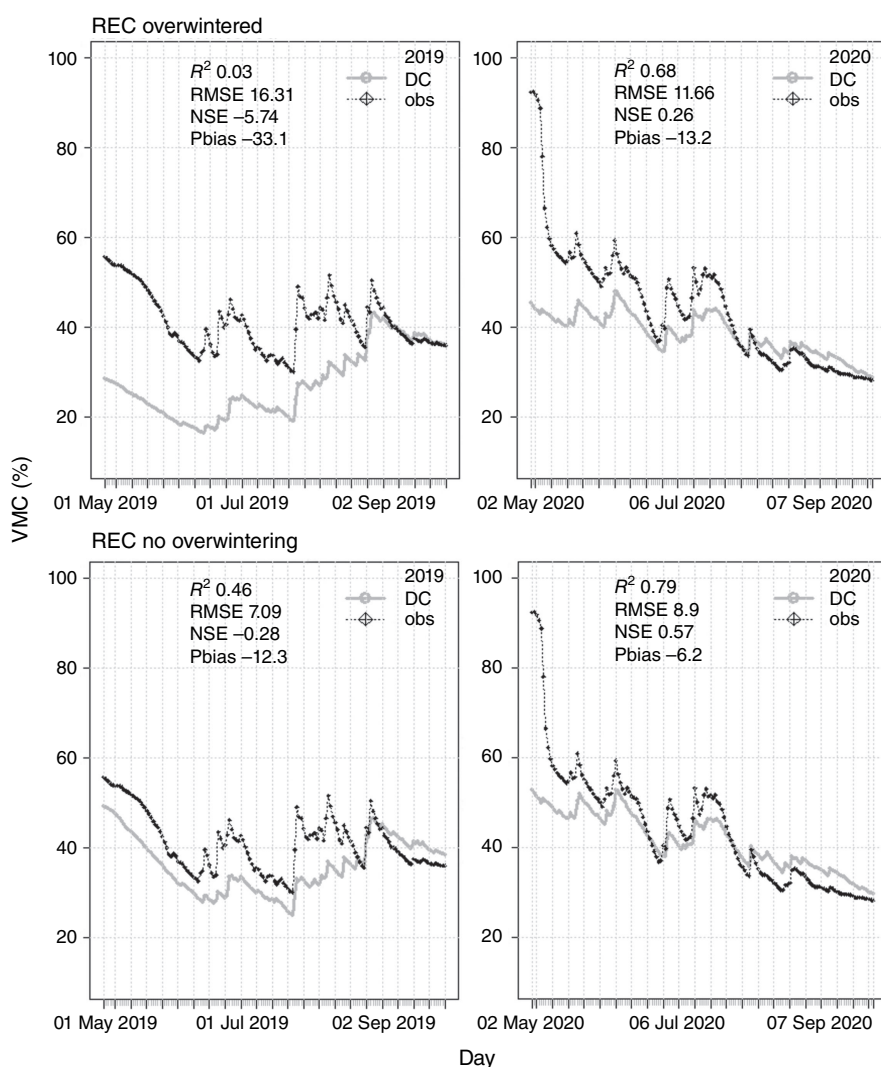 REC overwintered
100
80
60
40
20
R² 0.03
RMSE 16.31
NSE –5.74
Pbias –33.1
2019
DC
obs
01 May 2019
01 Jul 2019
02 Sep 2019
R² 0.68
RMSE 11.66
NSE 0.26
Pbias –13.2
2020
DC
obs
100
80
60
40
20
02 May 2020
06 Jul 2020
07 Sep 2020
VMC (%)
REC no overwintering
100
80
60
40
20
R² 0.46
RMSE 7.09
NSE –0.28
Pbias –12.3
2019
DC
obs
01 May 2019
01 Jul 2019
02 Sep 2019
R² 0.79
RMSE 8.9
NSE 0.57
Pbias –6.2
2020
DC
obs
100
80
60
40
20
02 May 2020
06 Jul 2020
07 Sep 2020
Day